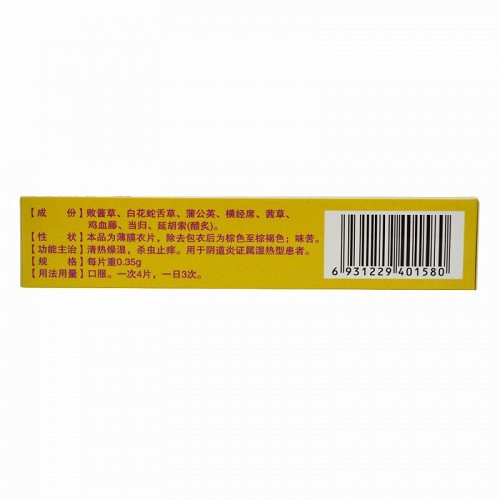 【成 份】败酱草、白花蛇舌草、蒲公英、横经席、茜草、
鸡血藤、当归、延胡索(醋炙)。
【性 状】本品为薄膜衣片，除去包衣后为棕色至棕褐色；味苦。
【功能主治】清热燥湿，杀虫止痒。用于阴道炎证属湿热型患者。
【规 格】每片重0.35g
【用法用量】口服。一次4片，一日3次。
6 931229 401580